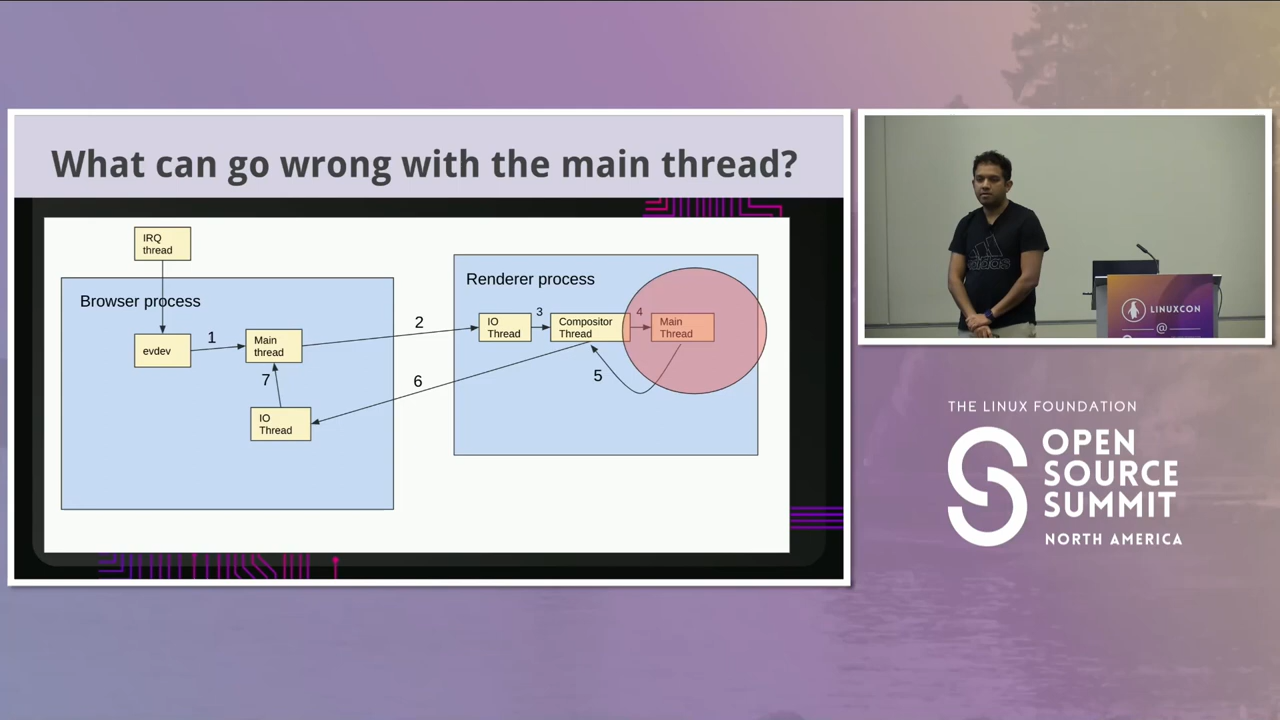 What can go wrong with the main thread?
IRQ
thread
Browser process
evdev
1
Main
thread
7
IO
Thread
2
6
Renderer process
IO
Thread
3
Compositor
Thread
4
Main
Thread
5
adidas
LINUXCON
@
THE LINUX FOUNDATION
OPEN
SOURCE
SUMMIT
NORTH AMERICA